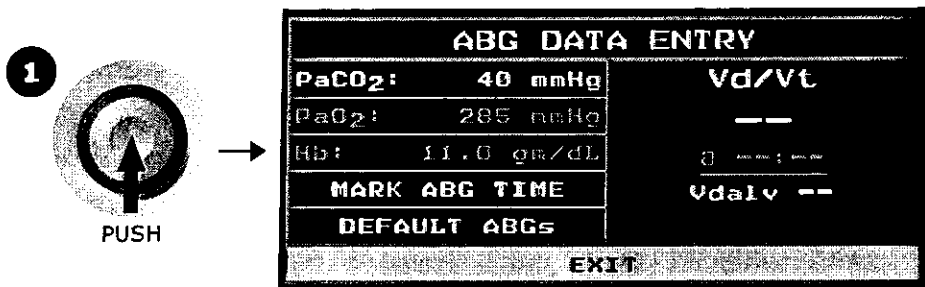 1
PUSH
ABG DATA ENTRY
PaCO2: 40 mmHg
PaO2: 285 mmHg
Hb: 11.0 gm/dL
MARK ABG TIME
DEFAULT ABGs
Vd/Vt
--
@ --:--
Vdalv --
EXIT